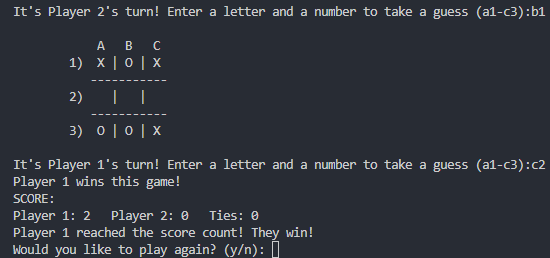 It's Player 2's turn! Enter a letter and a number to take a guess (a1-c3):b1
A B C
1) X | O | X
-----------
2) | |
-----------
3) O | O | X
It's Player 1's turn! Enter a letter and a number to take a guess (a1-c3):c2
Player 1 wins this game!
SCORE:
Player 1: 2 Player 2: 0 Ties: 0
Player 1 reached the score count! They win!
Would you like to play again? (y/n):